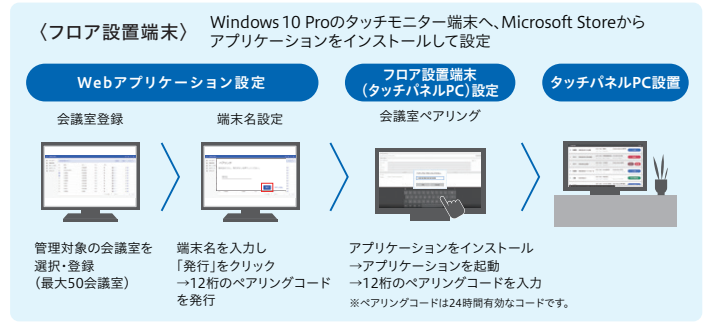 〈フロア設置端末〉
Windows 10 Proのタッチモニター端末へ、Microsoft Storeから
アプリケーションをインストールして設定
Webアプリケーション設定
フロア設置端末
（タッチパネルPC）設定
タッチパネルPC設置
会議室登録
端末名設定
会議室ペアリング
管理対象の会議室を
選択・登録
（最大50会議室）
端末名を入力し
「発行」をクリック
→12桁のペアリングコード
を発行
アプリケーションをインストール
→アプリケーションを起動
→12桁のペアリングコードを入力
※ペアリングコードは24時間有効なコードです。